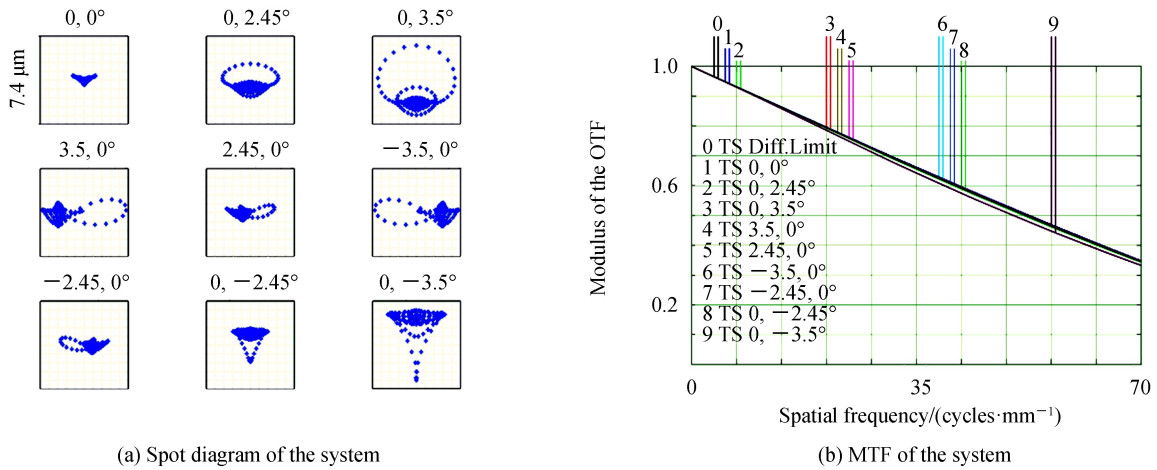 0, 0° 0, 2.45° 0, 3.5°
7.4 μm
3.5, 0° 2.45, 0° −3.5, 0°
−2.45, 0° 0, −2.45° 0, −3.5°
(a) Spot diagram of the system
0 1 2 3 4 5 6 7 8 9
1.0
0.6
0.2
Modulus of the OTF
0 TS Diff.Limit
1 TS 0, 0°
2 TS 0, 2.45°
3 TS 0, 3.5°
4 TS 3.5, 0°
5 TS 2.45, 0°
6 TS −3.5, 0°
7 TS −2.45, 0°
8 TS 0, −2.45°
9 TS 0, −3.5°
0 35 70
Spatial frequency/(cycles·mm⁻¹)
(b) MTF of the system